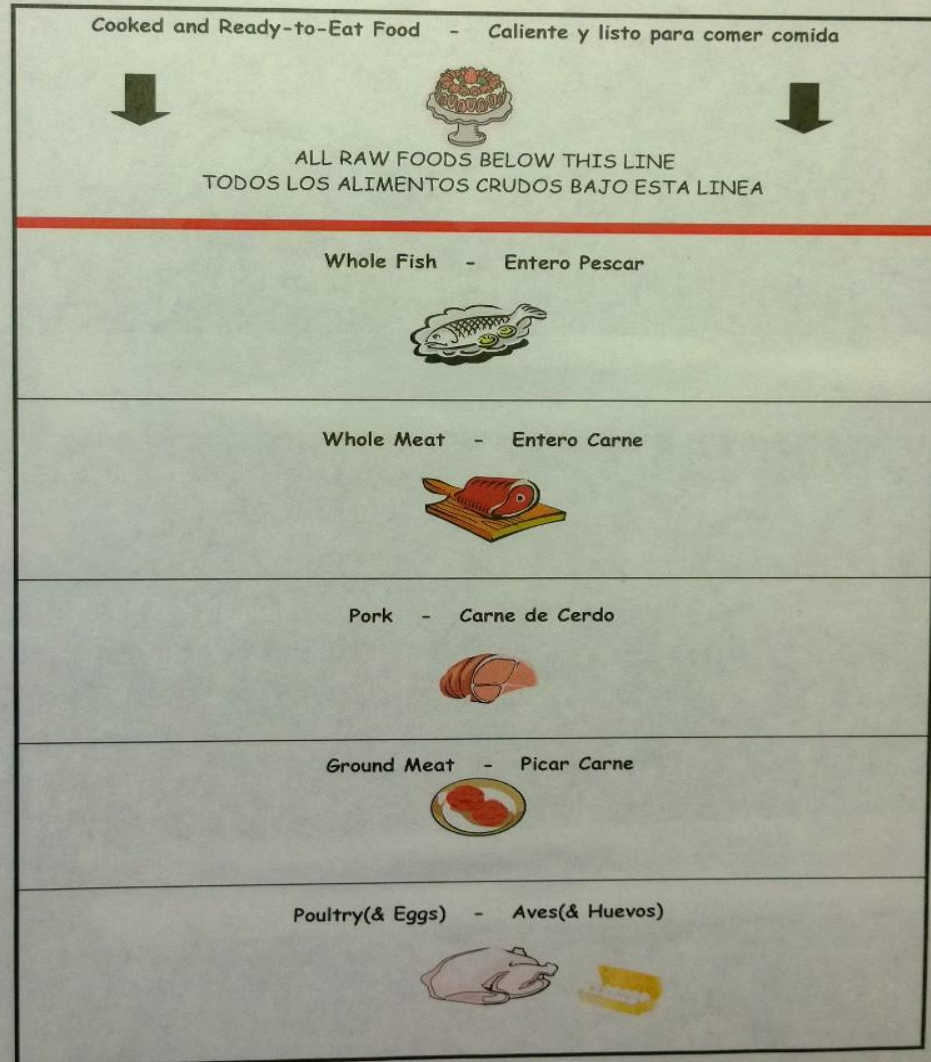 Cooked and Ready-to-Eat Food - Caliente y listo para comer comida
ALL RAW FOODS BELOW THIS LINE
TODOS LOS ALIMENTOS CRUDOS BAJO ESTA LINEA
Whole Fish - Entero Pescar
Whole Meat - Entero Carne
Pork - Carne de Cerdo
Ground Meat - Picar Carne
Poultry(& Eggs) - Aves(& Huevos)